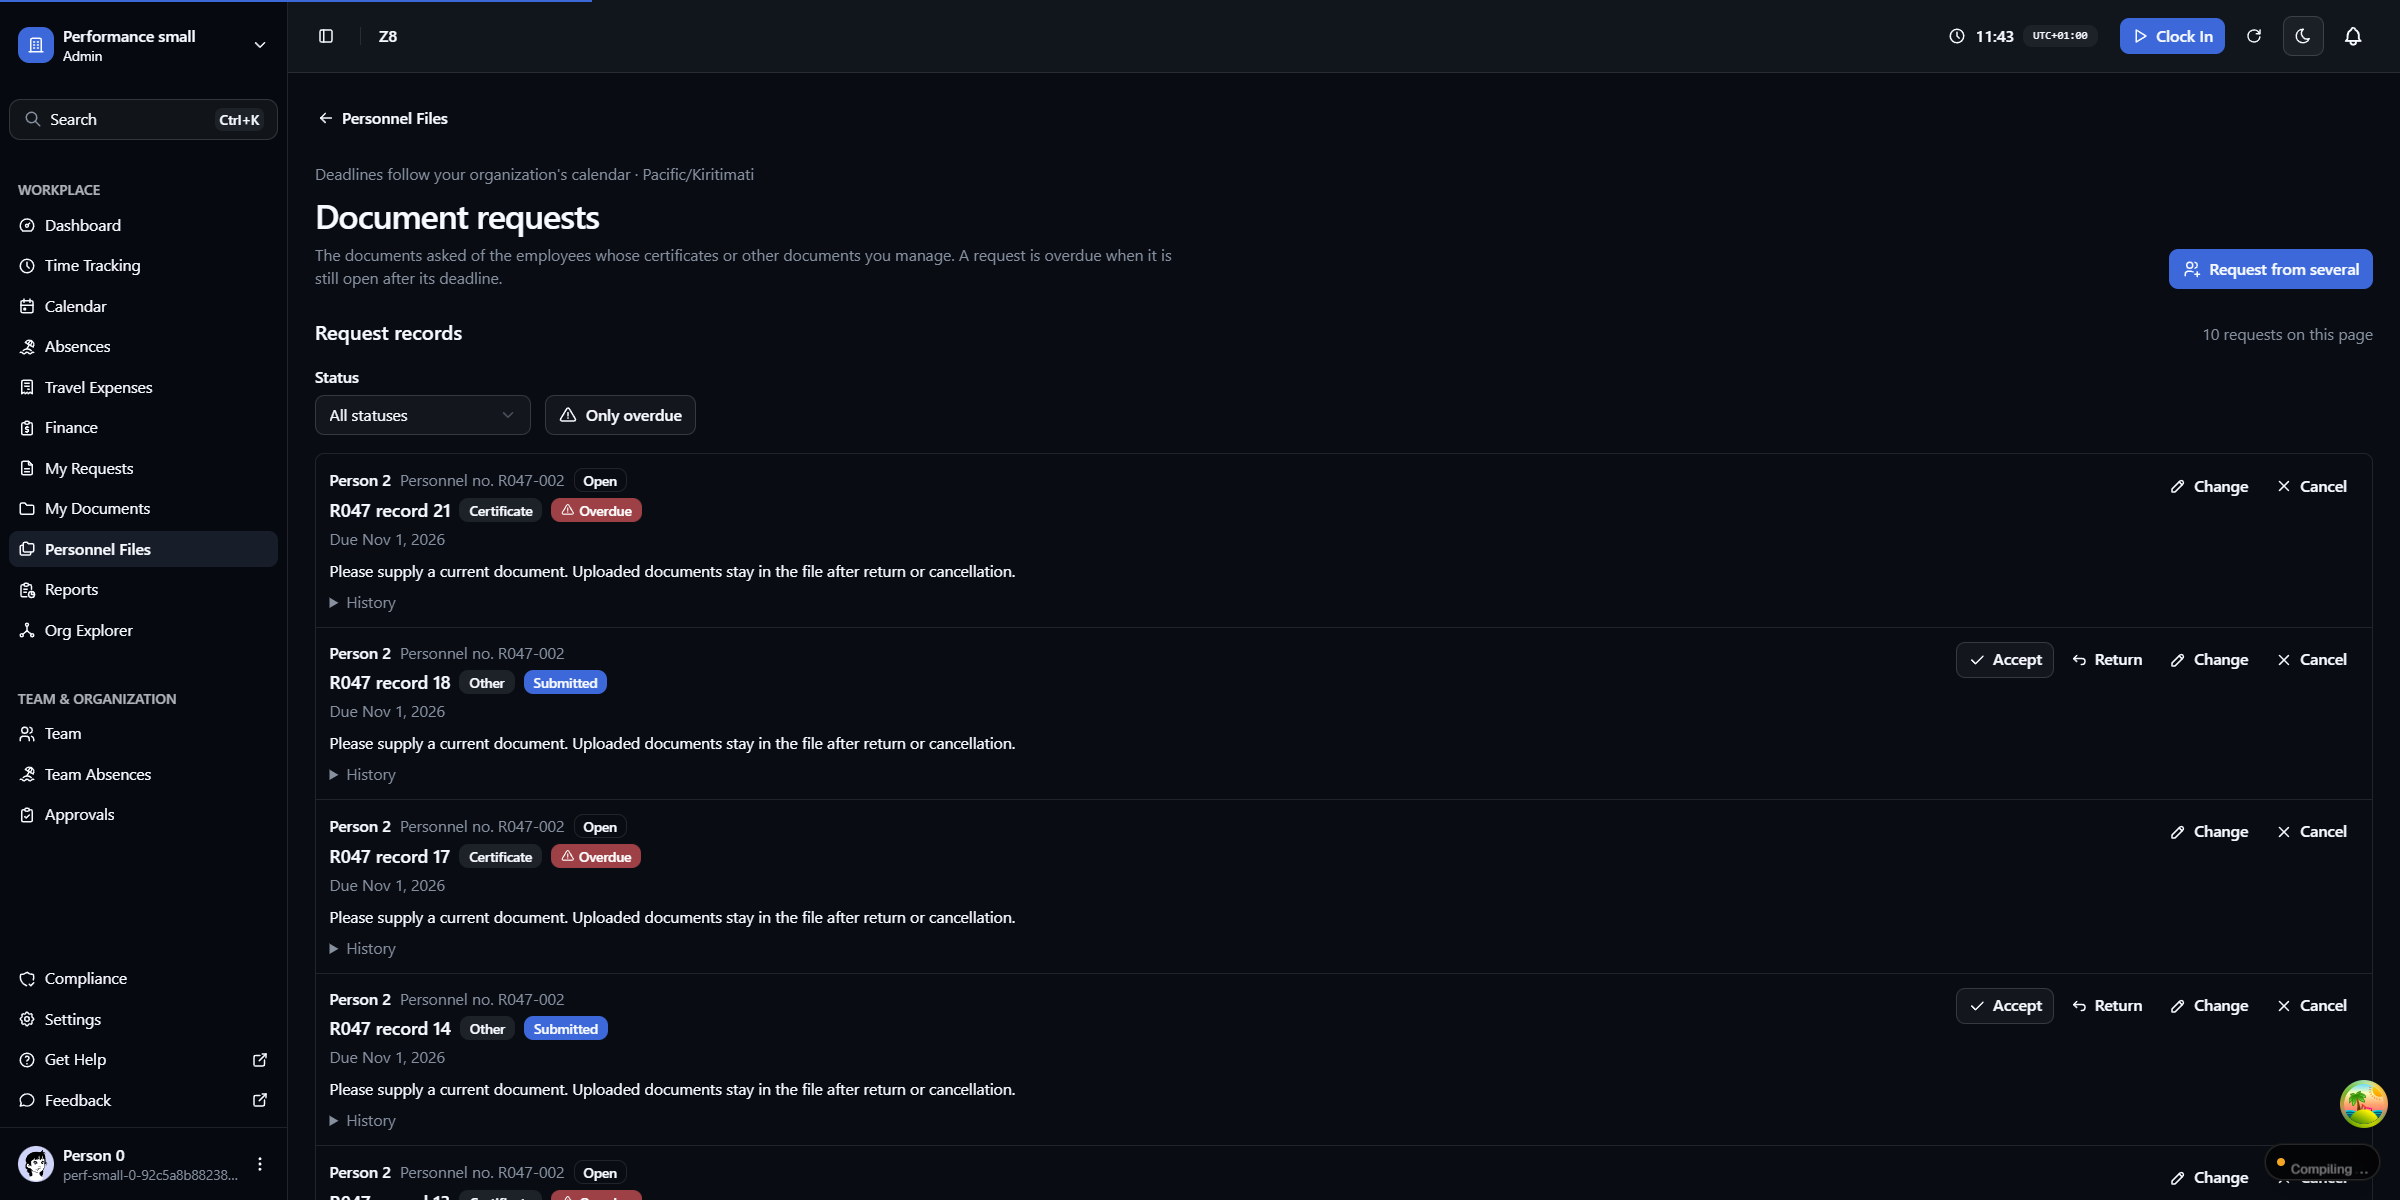 Performance small
Admin
Search Ctrl+K
WORKPLACE
Dashboard
Time Tracking
Calendar
Absences
Travel Expenses
Finance
My Requests
My Documents
Personnel Files
Reports
Org Explorer
TEAM & ORGANIZATION
Team
Team Absences
Approvals
Compliance
Settings
Get Help
Feedback
Person 0
perf-small-0-92c5a8b88238...
Z8
11:43 UTC+01:00 Clock In
Personnel Files
Deadlines follow your organization's calendar · Pacific/Kiritimati
Document requests
The documents asked of the employees whose certificates or other documents you manage. A request is overdue when it is
still open after its deadline.
Request from several
Request records
10 requests on this page
Status
All statuses Only overdue
Person 2 Personnel no. R047-002 Open
Change Cancel
R047 record 21 Certificate Overdue
Due Nov 1, 2026
Please supply a current document. Uploaded documents stay in the file after return or cancellation.
History
Person 2 Personnel no. R047-002
Accept Return Change Cancel
R047 record 18 Other Submitted
Due Nov 1, 2026
Please supply a current document. Uploaded documents stay in the file after return or cancellation.
History
Person 2 Personnel no. R047-002 Open
Change Cancel
R047 record 17 Certificate Overdue
Due Nov 1, 2026
Please supply a current document. Uploaded documents stay in the file after return or cancellation.
History
Person 2 Personnel no. R047-002
Accept Return Change Cancel
R047 record 14 Other Submitted
Due Nov 1, 2026
Please supply a current document. Uploaded documents stay in the file after return or cancellation.
History
Person 2 Personnel no. R047-002 Open
Change
Compiling ...
R047 record 13